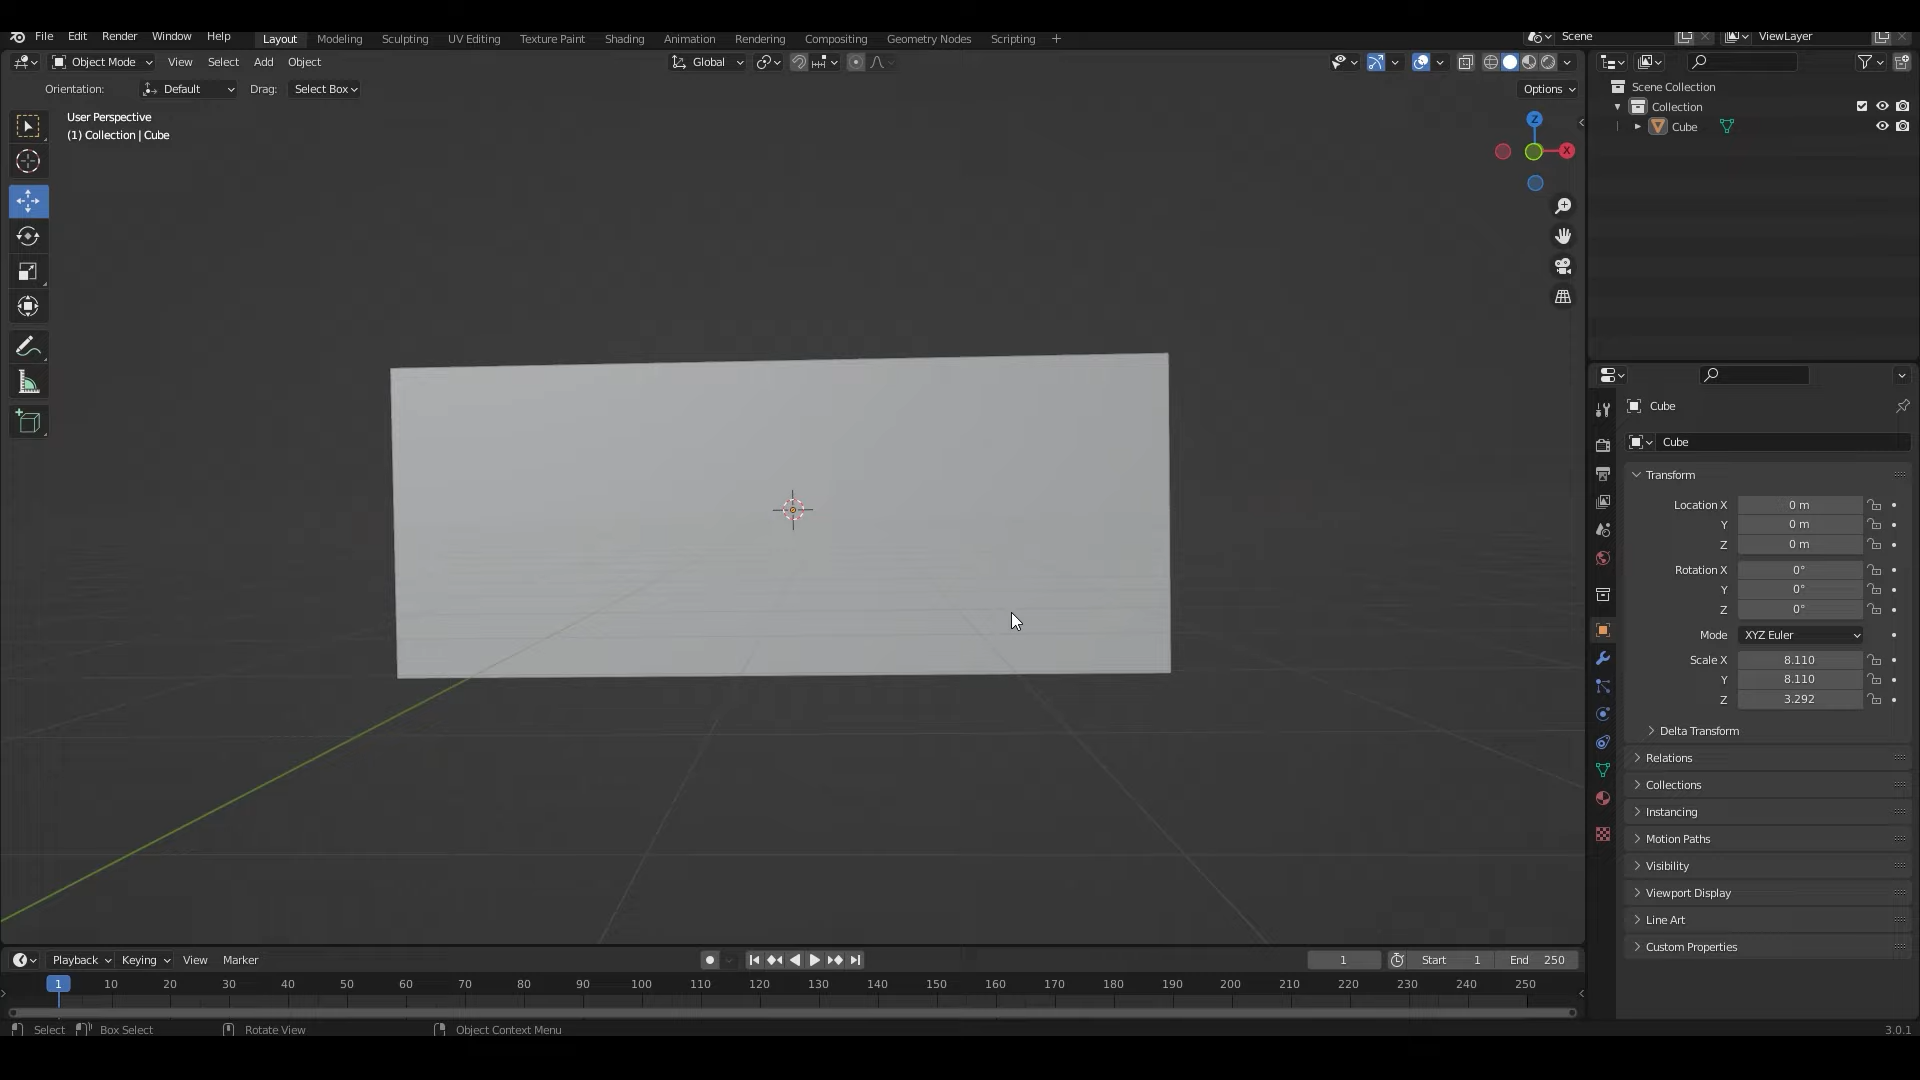 File Edit Render Window Help Layout Modeling Sculpting UV Editing Texture Paint Shading Animation Rendering Compositing Geometry Nodes Scripting + Scene ViewLayer
Object Mode View Select Add Object Global
Orientation: Default Drag: Select Box Options
User Perspective
(1) Collection | Cube
Z
X
Scene Collection
Collection
Cube
Cube
Cube
Transform
Location X 0 m
Y 0 m
Z 0 m
Rotation X 0°
Y 0°
Z 0°
Mode XYZ Euler
Scale X 8.110
Y 8.110
Z 3.292
Delta Transform
Relations
Collections
Instancing
Motion Paths
Visibility
Viewport Display
Line Art
Custom Properties
Playback Keying View Marker 1 Start 1 End 250
1 10 20 30 40 50 60 70 80 90 100 110 120 130 140 150 160 170 180 190 200 210 220 230 240 250
Select Box Select Rotate View Object Context Menu 3.0.1